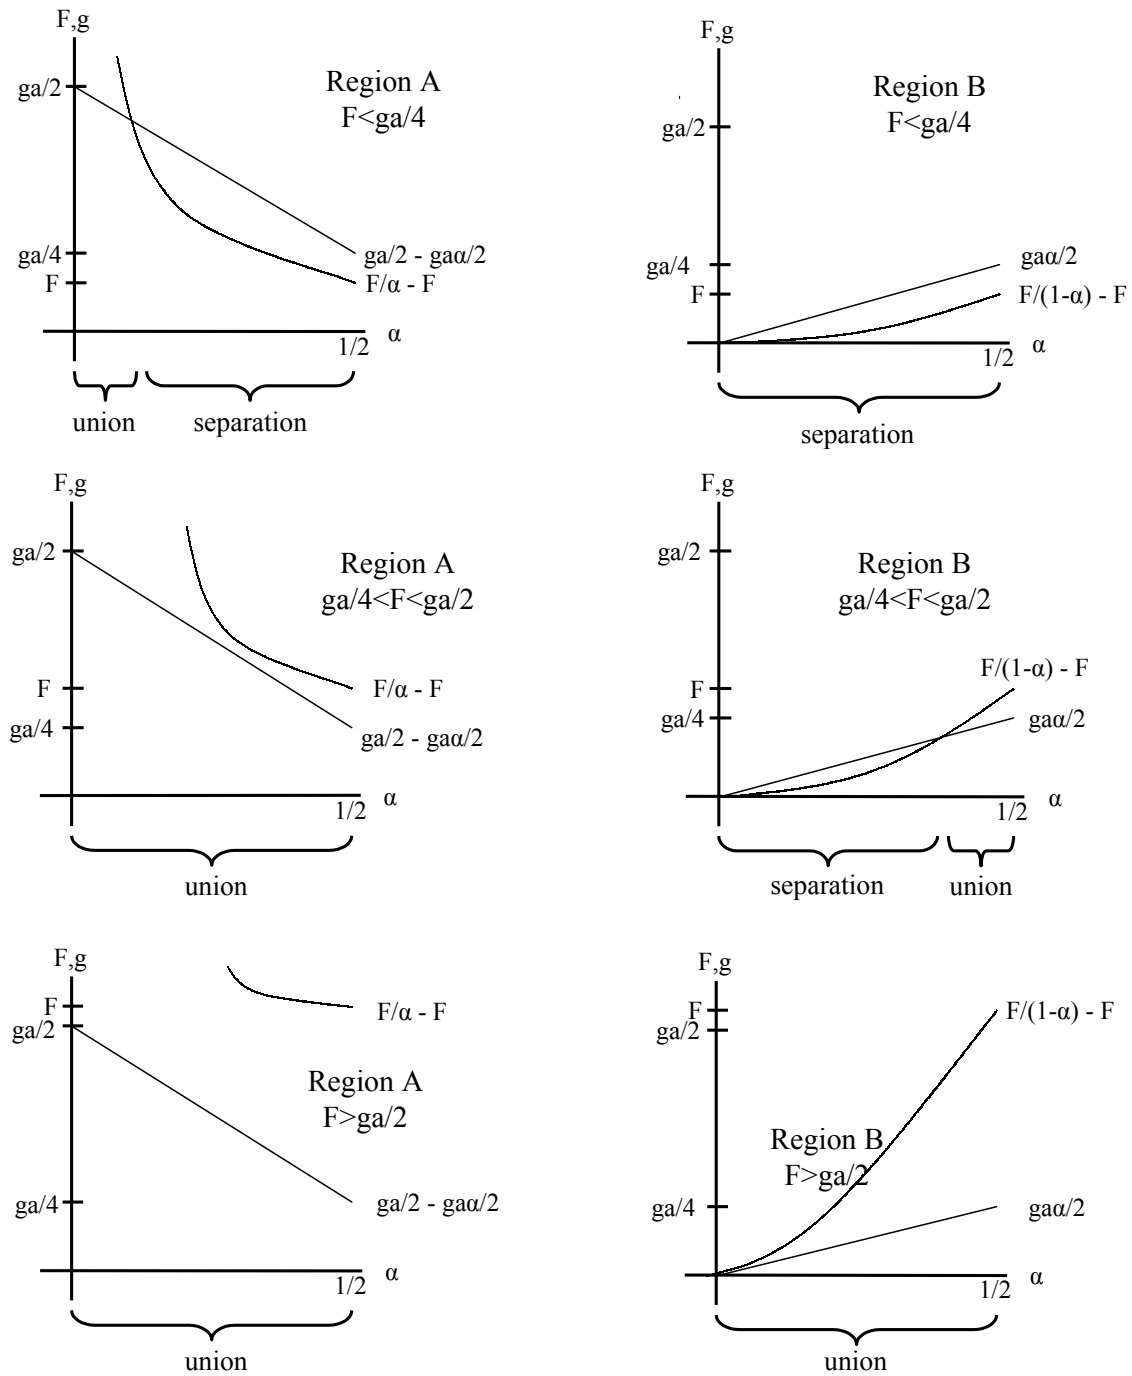 F,g
ga/2
Region A
F<ga/4
ga/4
ga/2 - gaα/2
F
F/α - F
α
1/2
union
separation
F,g
Region B
F<ga/4
ga/2
ga/4
gaα/2
F
F/(1-α) - F
α
1/2
separation
F,g
ga/2
Region A
ga/4<F<ga/2
F
F/α - F
ga/4
ga/2 - gaα/2
α
1/2
union
F,g
ga/2
Region B
ga/4<F<ga/2
F/(1-α) - F
F
ga/4
gaα/2
α
1/2
separation
union
F,g
F
F/α - F
ga/2
Region A
F>ga/2
ga/4
ga/2 - gaα/2
α
1/2
union
F,g
F
F/(1-α) - F
ga/2
Region B
F>ga/2
ga/4
gaα/2
α
1/2
union